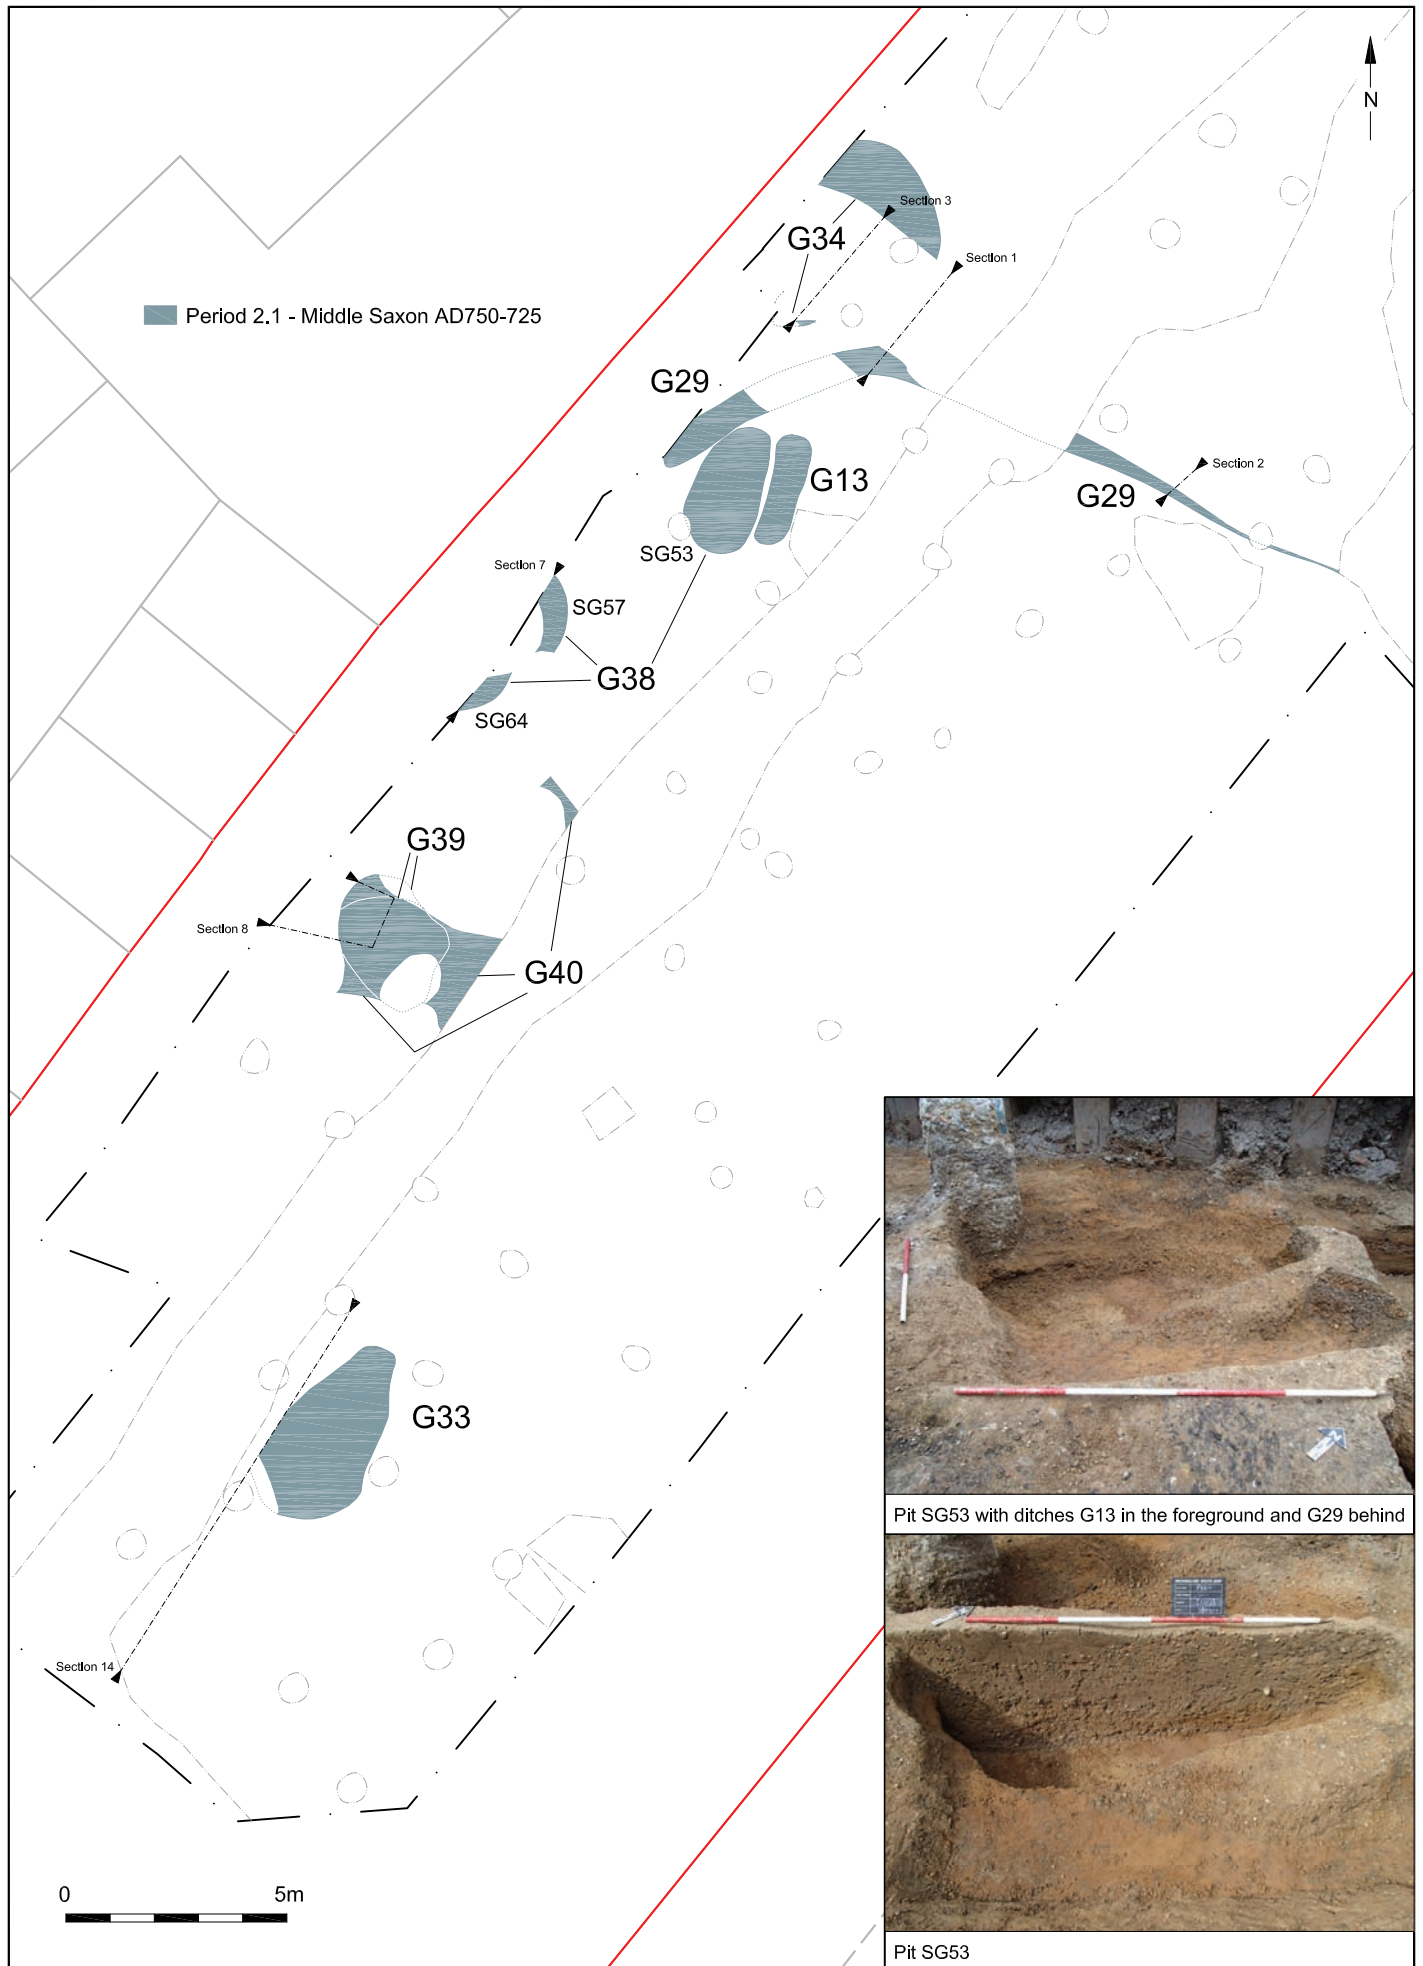 N
Section 3
G34
Section 1
Period 2.1 - Middle Saxon AD750-725
G29
G13
Section 2
G29
SG53
Section 7
SG57
G38
SG64
G39
Section 8
G40
G33
Section 14
0 5m
Pit SG53 with ditches G13 in the foreground and G29 behind
Pit SG53